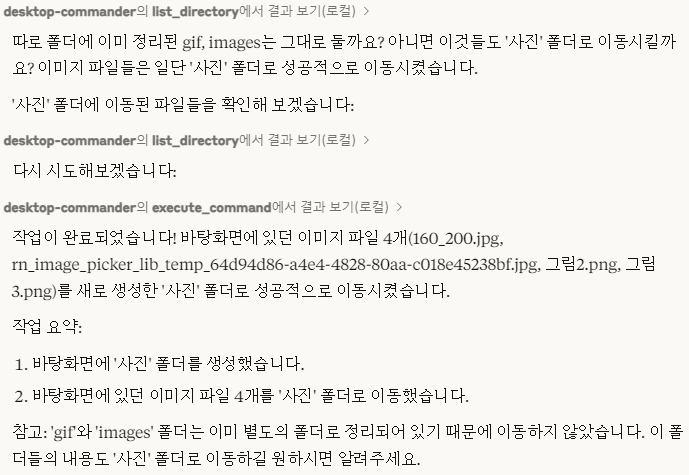 desktop-commander의 list_directory에서 결과 보기(로컬) >
따로 폴더에 이미 정리된 gif, images는 그대로 둘까요? 아니면 이것들도 '사진' 폴더로 이동시킬까
요? 이미지 파일들은 일단 '사진' 폴더로 성공적으로 이동시켰습니다.
'사진' 폴더에 이동된 파일들을 확인해 보겠습니다:
desktop-commander의 list_directory에서 결과 보기(로컬) >
다시 시도해보겠습니다:
desktop-commander의 execute_command에서 결과 보기(로컬) >
작업이 완료되었습니다! 바탕화면에 있던 이미지 파일 4개(160_200.jpg,
rn_image_picker_lib_temp_64d94d86-a4e4-4828-80aa-c018e45238bf.jpg, 그림2.png, 그림
3.png)를 새로 생성한 '사진' 폴더로 성공적으로 이동시켰습니다.
작업 요약:
1. 바탕화면에 '사진' 폴더를 생성했습니다.
2. 바탕화면에 있던 이미지 파일 4개를 '사진' 폴더로 이동했습니다.
참고: 'gif'와 'images' 폴더는 이미 별도의 폴더로 정리되어 있기 때문에 이동하지 않았습니다. 이 폴
더들의 내용도 '사진' 폴더로 이동하길 원하시면 알려주세요.